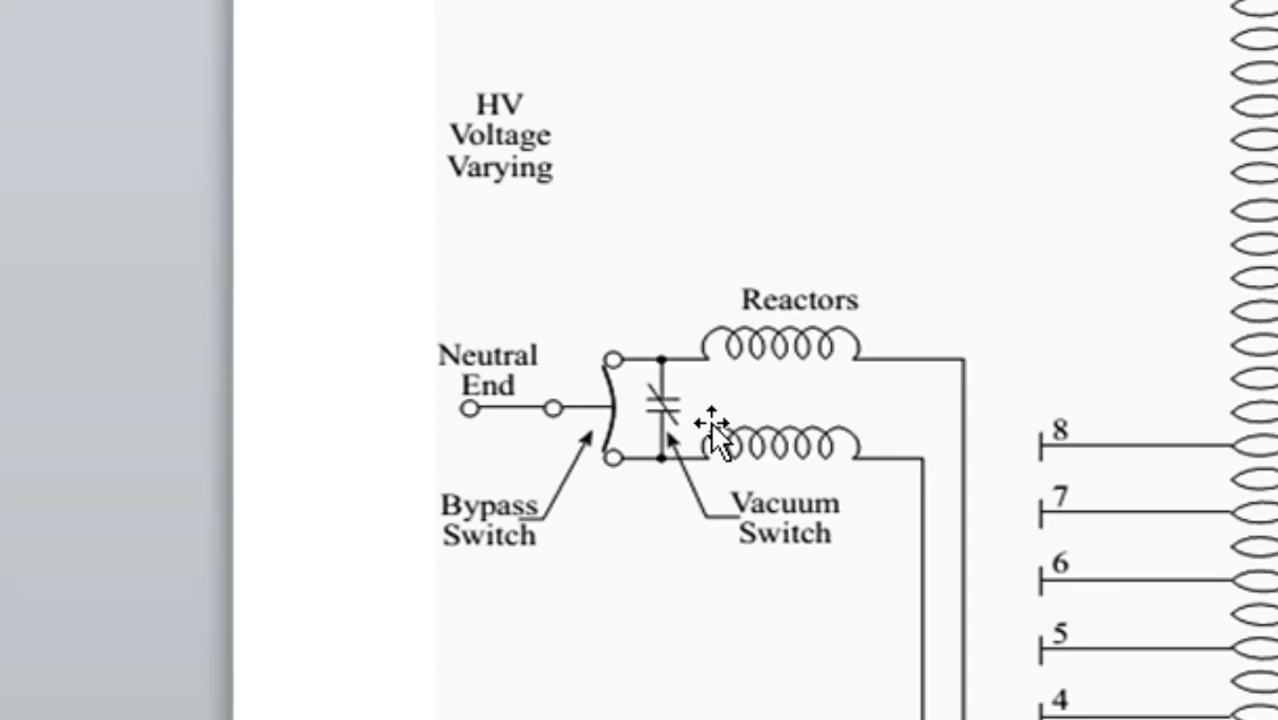 HV
Voltage
Varying
Reactors
Neutral
End
Bypass
Switch
Vacuum
Switch
8
7
6
5
4